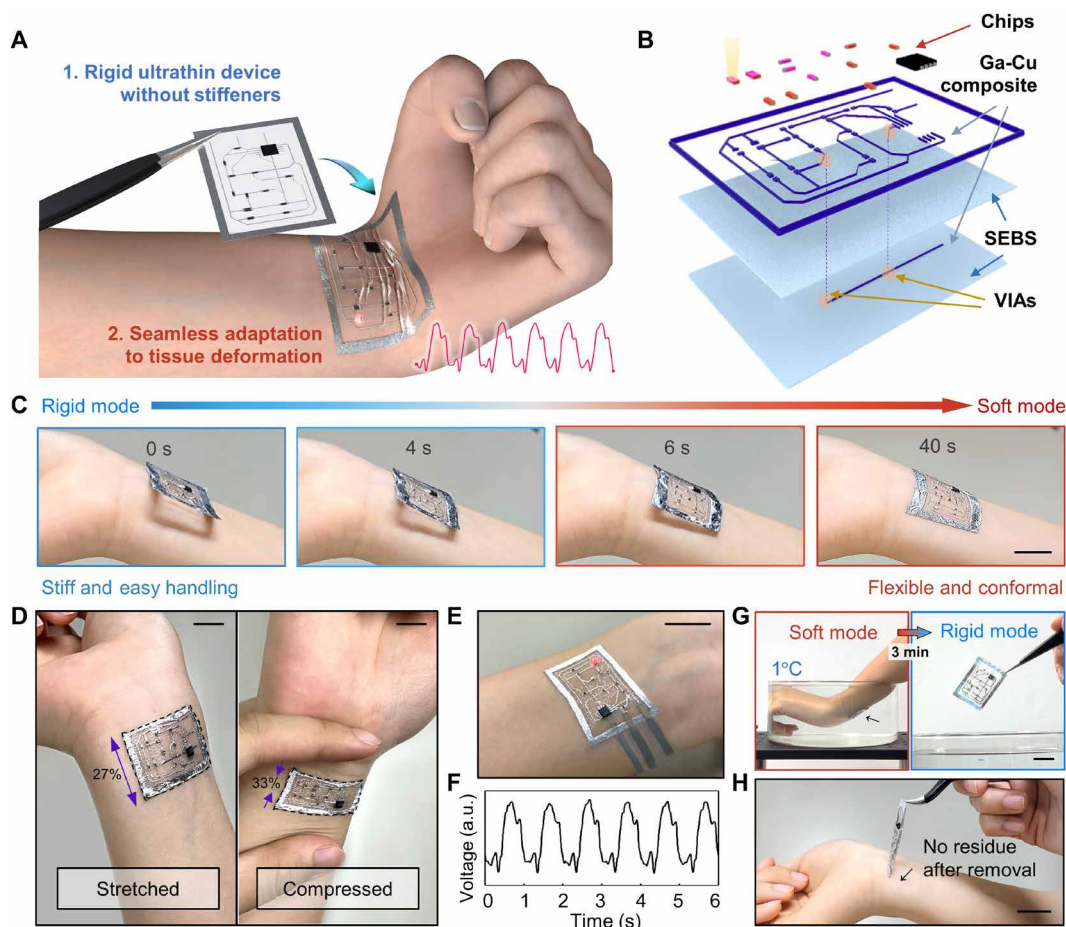 A
1. Rigid ultrathin device
without stiffeners
2. Seamless adaptation
to tissue deformation
B
Chips
Ga-Cu
composite
SEBS
VIAs
C
Rigid mode
Soft mode
0 s
4 s
6 s
40 s
Stiff and easy handling
Flexible and conformal
D
27%
Stretched
33%
Compressed
E
F
Voltage (a.u.)
0 1 2 3 4 5 6
Time (s)
G
Soft mode
3 min
Rigid mode
1°C
H
No residue
after removal